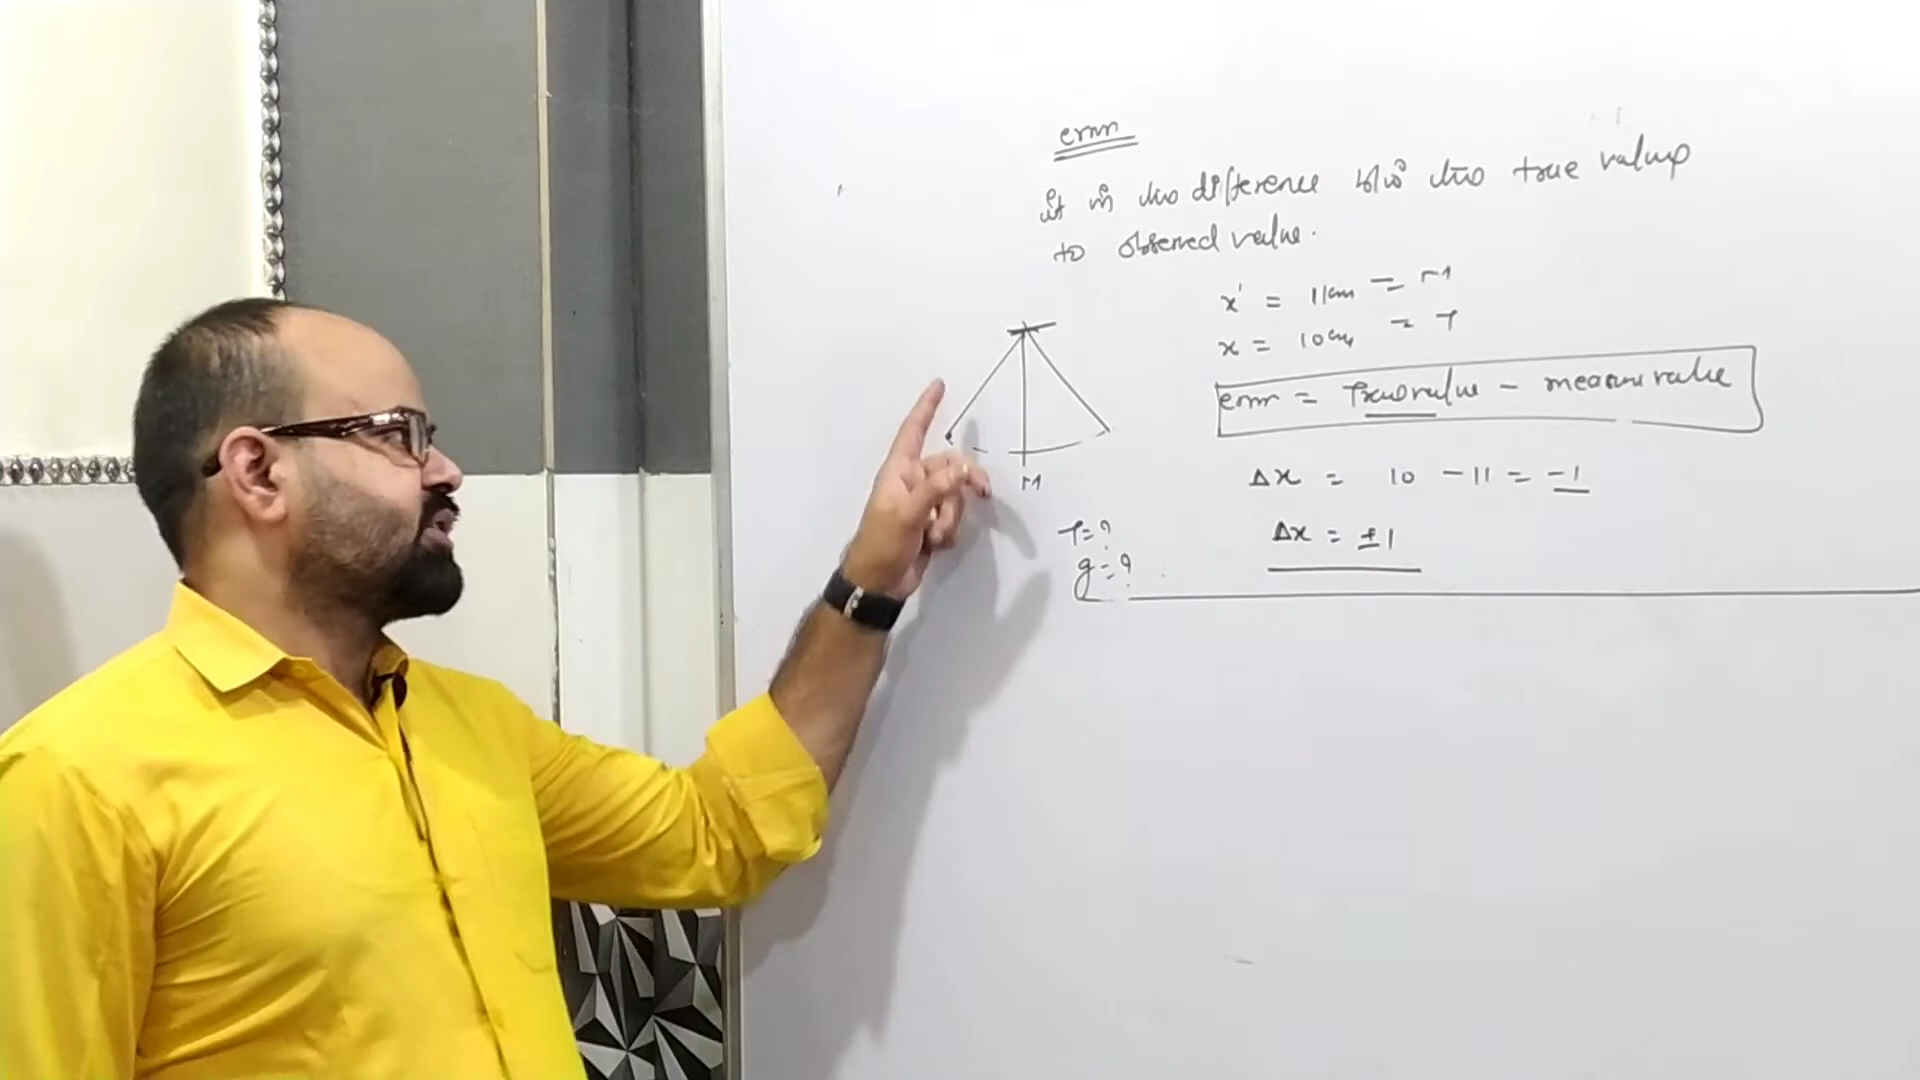 error
it is the difference b/w the true value
to observed value.
x' = 11cm = M
x = 10cm = T
error = True value - measure value
Δx = 10 - 11 = -1
Δx = ±1
M
T = ?
g = ?